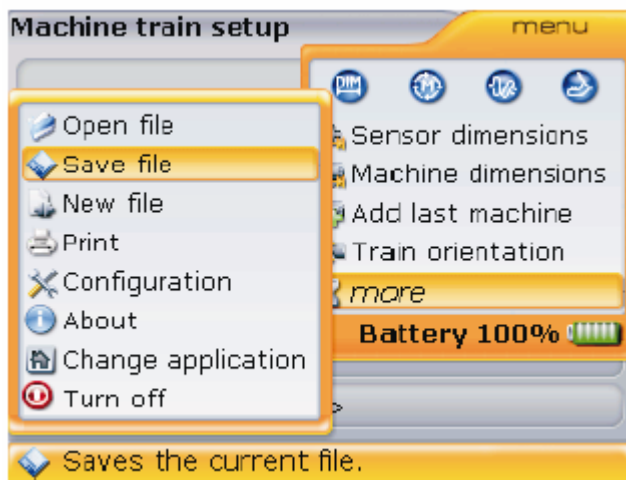 Machine train setup
menu
DIM
Sensor dimensions
Machine dimensions
Add last machine
Train orientation
more
Battery 100%
Open file
Save file
New file
Print
Configuration
About
Change application
Turn off
>
Saves the current file.